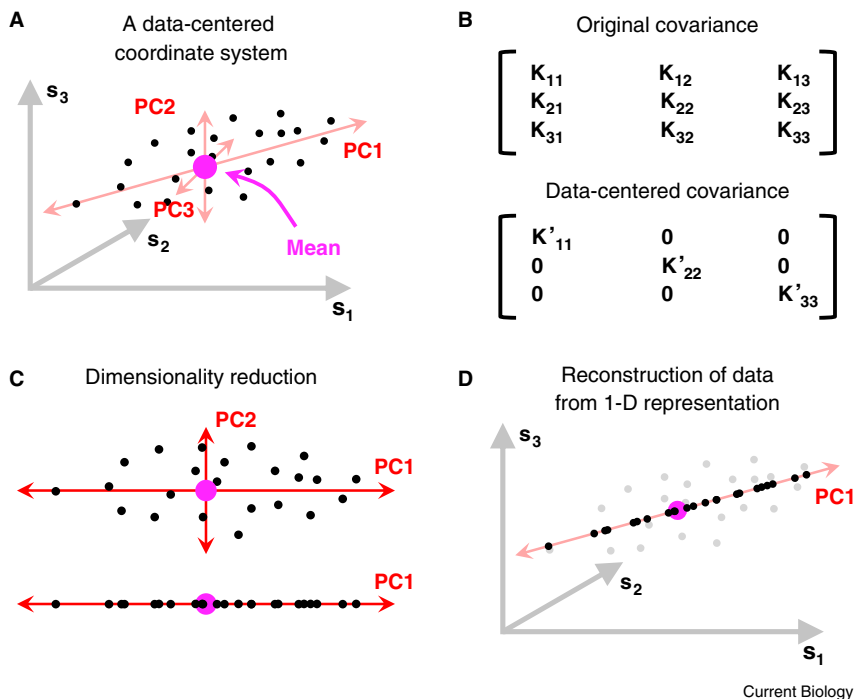 A
A data-centered
coordinate system
s3
PC2
PC1
PC3
s2
Mean
s1
B
Original covariance
K11 K12 K13
K21 K22 K23
K31 K32 K33
Data-centered covariance
K'11 0 0
0 K'22 0
0 0 K'33
C
Dimensionality reduction
PC2
PC1
PC1
D
Reconstruction of data
from 1-D representation
s3
PC1
s2
s1
Current Biology